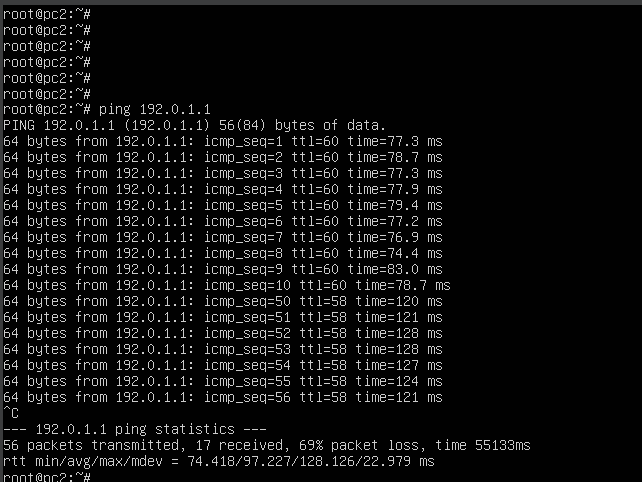 root@pc2:~#
root@pc2:~#
root@pc2:~#
root@pc2:~#
root@pc2:~#
root@pc2:~#
root@pc2:~# ping 192.0.1.1
PING 192.0.1.1 (192.0.1.1) 56(84) bytes of data.
64 bytes from 192.0.1.1: icmp_seq=1 ttl=60 time=77.3 ms
64 bytes from 192.0.1.1: icmp_seq=2 ttl=60 time=78.7 ms
64 bytes from 192.0.1.1: icmp_seq=3 ttl=60 time=77.3 ms
64 bytes from 192.0.1.1: icmp_seq=4 ttl=60 time=77.9 ms
64 bytes from 192.0.1.1: icmp_seq=5 ttl=60 time=79.4 ms
64 bytes from 192.0.1.1: icmp_seq=6 ttl=60 time=77.2 ms
64 bytes from 192.0.1.1: icmp_seq=7 ttl=60 time=76.9 ms
64 bytes from 192.0.1.1: icmp_seq=8 ttl=60 time=74.4 ms
64 bytes from 192.0.1.1: icmp_seq=9 ttl=60 time=83.0 ms
64 bytes from 192.0.1.1: icmp_seq=10 ttl=60 time=78.7 ms
64 bytes from 192.0.1.1: icmp_seq=50 ttl=58 time=120 ms
64 bytes from 192.0.1.1: icmp_seq=51 ttl=58 time=121 ms
64 bytes from 192.0.1.1: icmp_seq=52 ttl=58 time=128 ms
64 bytes from 192.0.1.1: icmp_seq=53 ttl=58 time=128 ms
64 bytes from 192.0.1.1: icmp_seq=54 ttl=58 time=127 ms
64 bytes from 192.0.1.1: icmp_seq=55 ttl=58 time=124 ms
64 bytes from 192.0.1.1: icmp_seq=56 ttl=58 time=121 ms
^C
--- 192.0.1.1 ping statistics ---
56 packets transmitted, 17 received, 69% packet loss, time 55133ms
rtt min/avg/max/mdev = 74.418/97.227/128.126/22.979 ms
root@pc2:~#